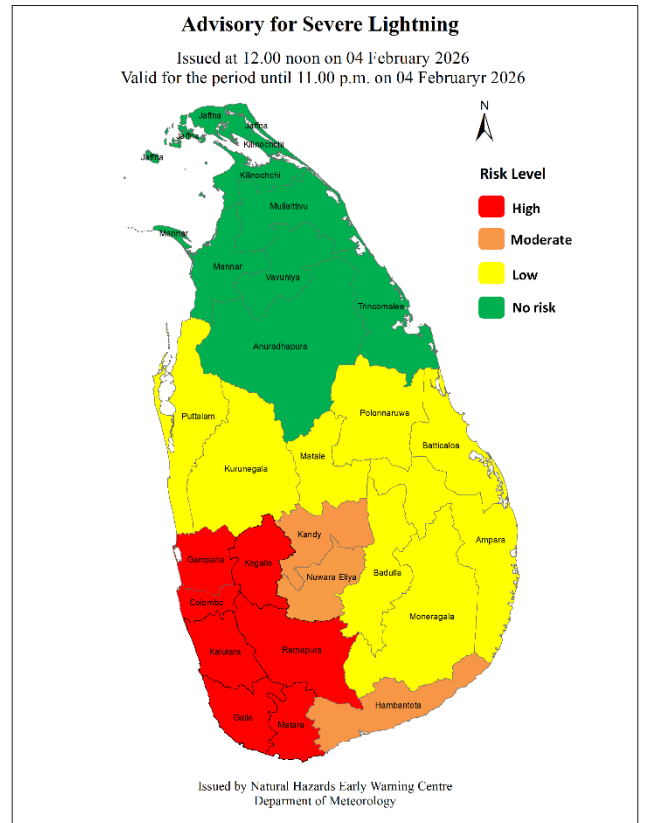 Advisory for Severe Lightning
Issued at 12.00 noon on 04 February 2026
Valid for the period until 11.00 p.m. on 04 Februaryr 2026
N
Risk Level
High
Moderate
Low
No risk
Jaffna
Jaffna
Jaffna
Kilinochchi
Jaffna
Kilinochchi
Mullaittivu
Mannar
Mannar
Vavuniya
Trincomalee
Anuradhapura
Puttalam
Polonnaruwa
Batticaloa
Kurunegala
Matale
Kandy
Ampara
Gampaha
Kegalle
Nuwara Eliya
Badulla
Colombo
Moneragala
Kalutara
Ratnapura
Hambantota
Galle
Matara
Issued by Natural Hazards Early Warning Centre
Deparment of Meteorology